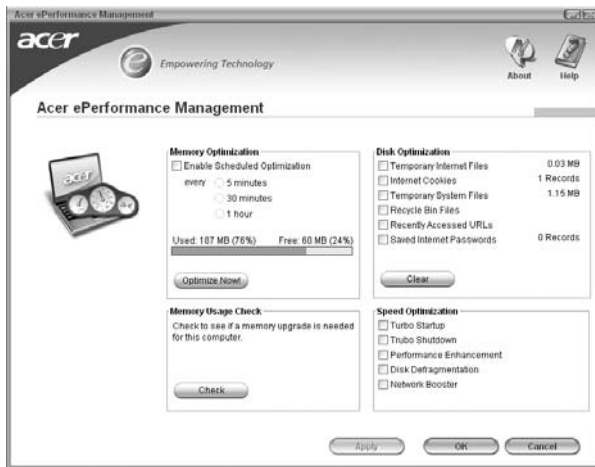 Acer ePerformance Management
acer
e Empowering Technology
About
Help
Acer ePerformance Management
acer
Memory Optimization
Enable Scheduled Optimization
every 5 minutes
30 minutes
1 hour
Used: 187 MB (76%) Free: 60 MB (24%)
Optimize Now!
Disk Optimization
Temporary Internet Files 0.03 MB
Internet Cookies 1 Records
Temporary System Files 1.15 MB
Recycle Bin Files
Recently Accessed URLs
Saved Internet Passwords 0 Records
Clear
Memory Usage Check
Check to see if a memory upgrade is needed
for this computer.
Check
Speed Optimization
Turbo Startup
Trubo Shutdown
Performance Enhancement
Disk Defragmentation
Network Booster
Apply
OK
Cancel